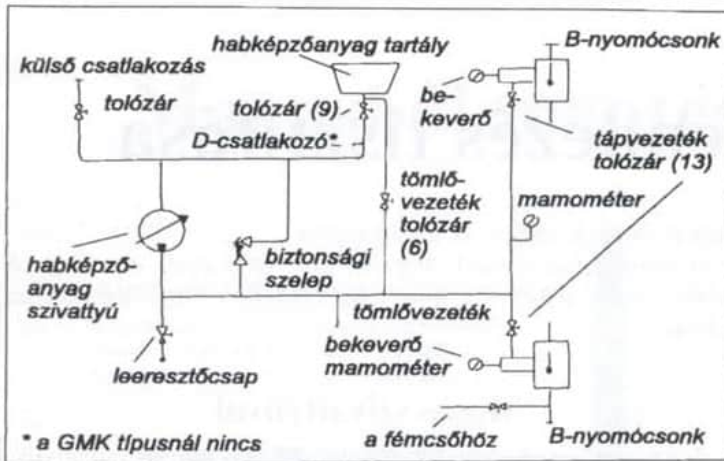 habképzőanyag tartály
B-nyomócsonk
külső csatlakozás
tolózár
tolózár (9)
D-csatlakozó*
be-
keverő
tápvezeték
tolózár (13)
tömlő-
vezeték
tolózár
(6)
mamométer
habképző-
anyag
szivattyú
biztonsági
szelep
tömlővezeték
leeresztőcsap
bekeverő
mamométer
* a GMK típusnál nincs
a fémcsőhöz
B-nyomócsonk